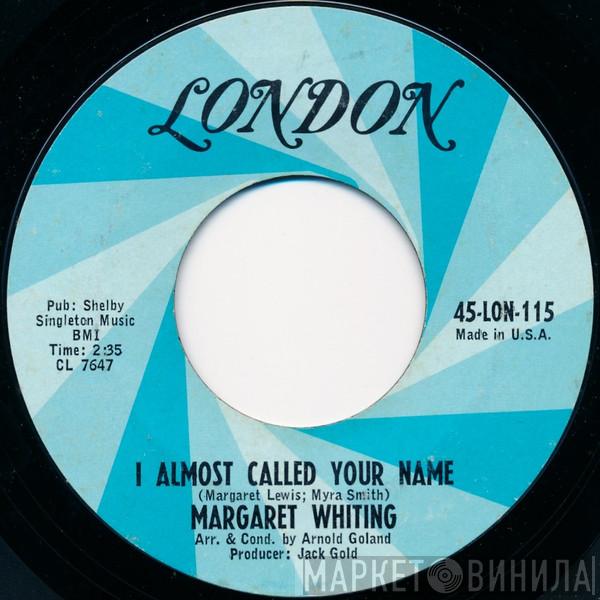 LONDON
Pub: Shelby
Singleton Music
BMI
Time: 2:35
CL 7647
45-LON-115
Made in U.S.A.
I ALMOST CALLED YOUR NAME
(Margaret Lewis; Myra Smith)
MARGARET WHITING
Arr. & Cond. by Arnold Goland
Producer: Jack Gold
МАРКЕТ ВИНИЛА